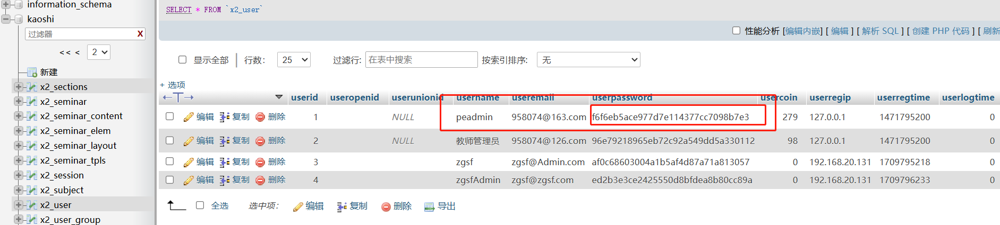 information_schema
kaoshi
过滤器 X
<< < 2
新建
x2_sections
x2_seminar
x2_seminar_content
x2_seminar_elem
x2_seminar_layout
x2_seminar_tpls
x2_session
x2_subject
x2_user
x2_user_group
SELECT * FROM `x2_user`
性能分析 [编辑内嵌] [ 编辑 ] [ 解析 SQL ] [ 创建 PHP 代码 ] [ 刷新
显示全部 行数： 25 过滤行: 在表中搜索 按索引排序: 无
+ 选项
←T→ userid useropenid userunionid username useremail userpassword usercoin userregip userregtime userlogtime
编辑 复制 删除 1 NULL peadmin 958074@163.com f6f6eb5ace977d7e114377cc7098b7e3 279 127.0.0.1 1471795200 0
编辑 复制 删除 2 NULL 教师管理员 958074@126.com 96e79218965eb72c92a549dd5a330112 98 127.0.0.1 1471795200 0
编辑 复制 删除 3 zgsf zgsf@Admin.com af0c68603004a1b5af4d87a71a813057 0 192.168.20.131 1709795218 0
编辑 复制 删除 4 zgsfAdmin zgsf@zgsf.com ed2b3e3ce2425550d8bfdea8b80cc89a 0 192.168.20.131 1709796233 0
全选 选中项： 编辑 复制 删除 导出